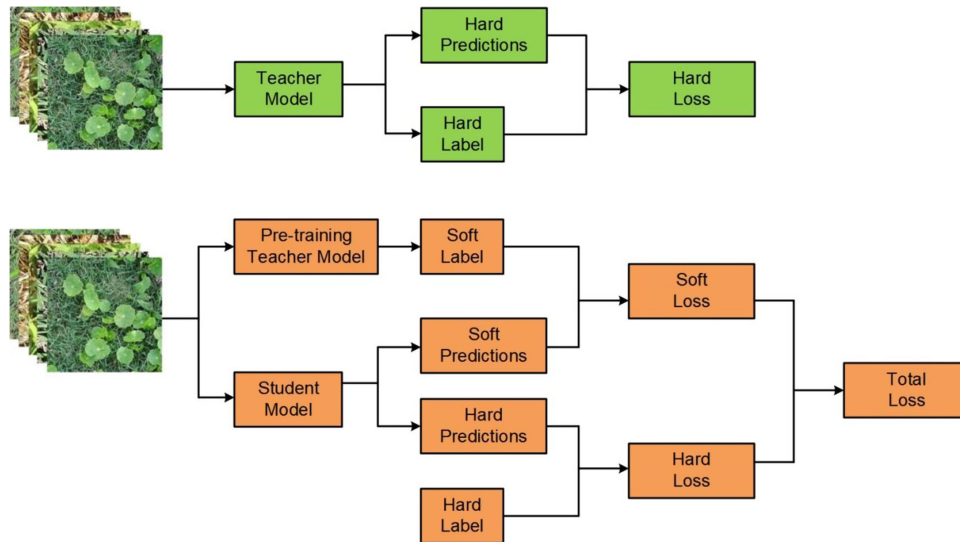 Hard
Predictions
Teacher
Model
Hard
Label
Hard
Loss
Pre-training
Teacher Model
Soft
Label
Soft
Loss
Soft
Predictions
Student
Model
Hard
Predictions
Total
Loss
Hard
Loss
Hard
Label